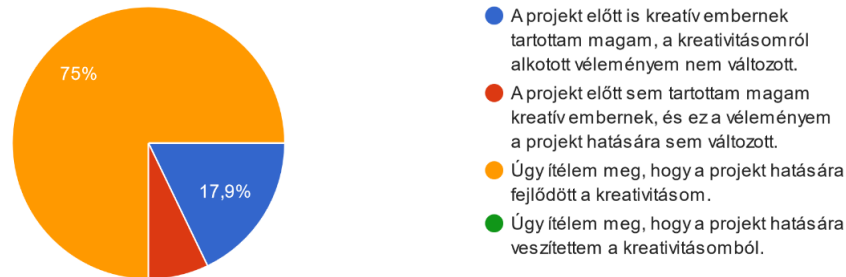 75%
17,9%
A projekt előtt is kreatív embernek
tartottam magam, a kreativitásomról
alkotott véleményem nem változott.
A projekt előtt sem tartottam magam
kreatív embernek, és ez a véleményem
a projekt hatására sem változott.
Úgy ítélem meg, hogy a projekt hatására
fejlődött a kreativitásom.
Úgy ítélem meg, hogy a projekt hatására
veszítettem a kreativitásomból.